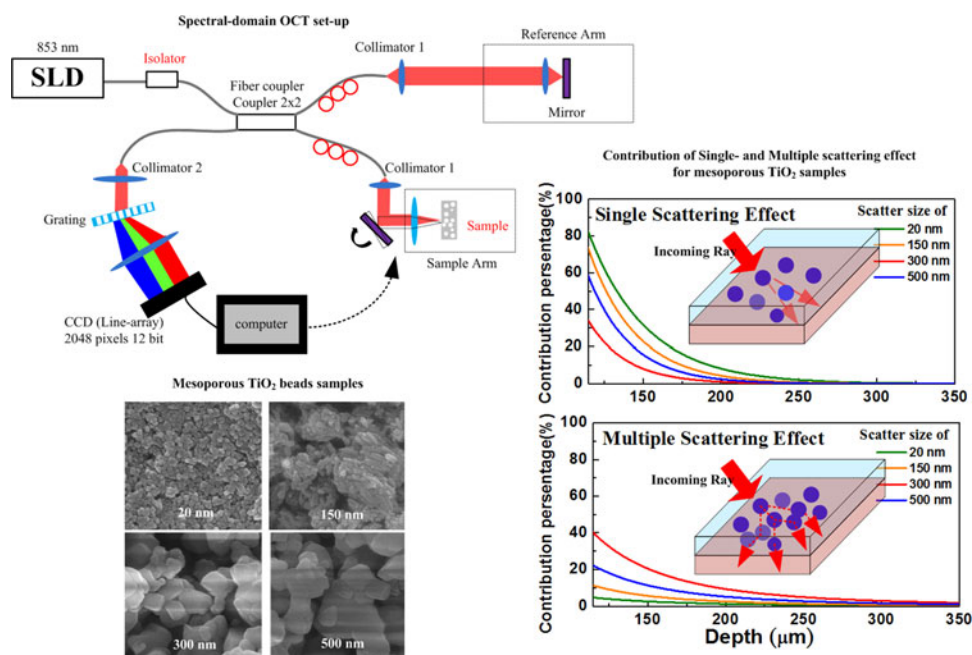 Spectral-domain OCT set-up
853 nm
SLD
Isolator
Fiber coupler
Coupler 2x2
Collimator 1
Reference Arm
Mirror
Collimator 2
Grating
CCD (Line-array)
2048 pixels 12 bit
computer
Collimator 1
Sample
Sample Arm
Mesoporous TiO₂ beads samples
20 nm
150 nm
300 nm
500 nm
Contribution of Single- and Multiple scattering effect
for mesoporous TiO₂ samples
Contribution persentage(%)
100
80
60
40
20
0
Single Scattering Effect
Incoming Ray
Scatter size of
20 nm
150 nm
300 nm
500 nm
150
200
250
300
350
Contribution persentage(%)
100
80
60
40
20
0
Multiple Scattering Effect
Incoming Ray
Scatter size of
20 nm
150 nm
300 nm
500 nm
150
200
250
300
350
Depth (μm)